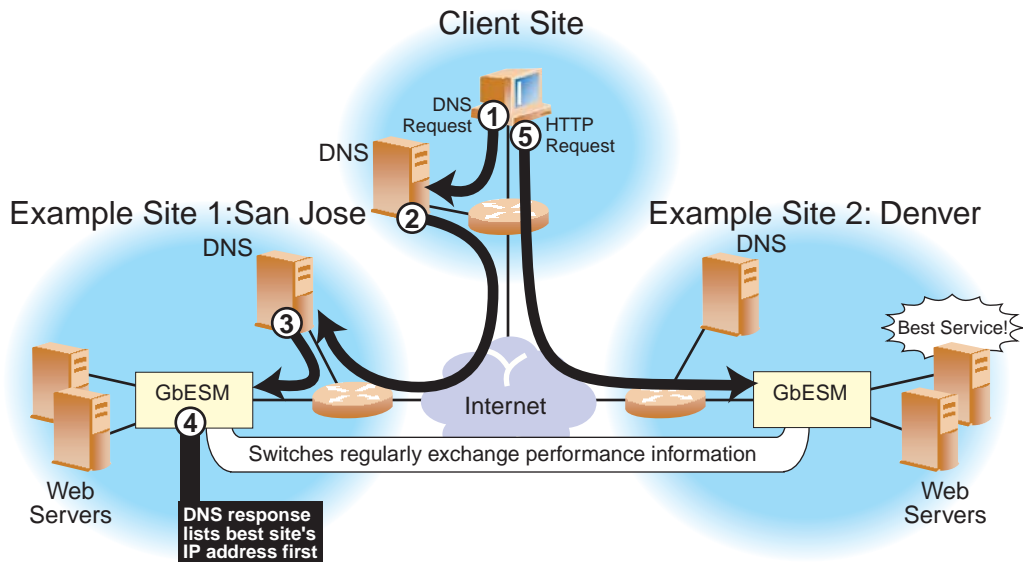 Client Site
DNS
Request
1
5
HTTP
Request
DNS
2
Example Site 1:San Jose
DNS
3
Example Site 2: Denver
DNS
Best Service!
GbESM
4
Internet
GbESM
Switches regularly exchange performance information
Web
Servers
DNS response
lists best site's
IP address first
Web
Servers